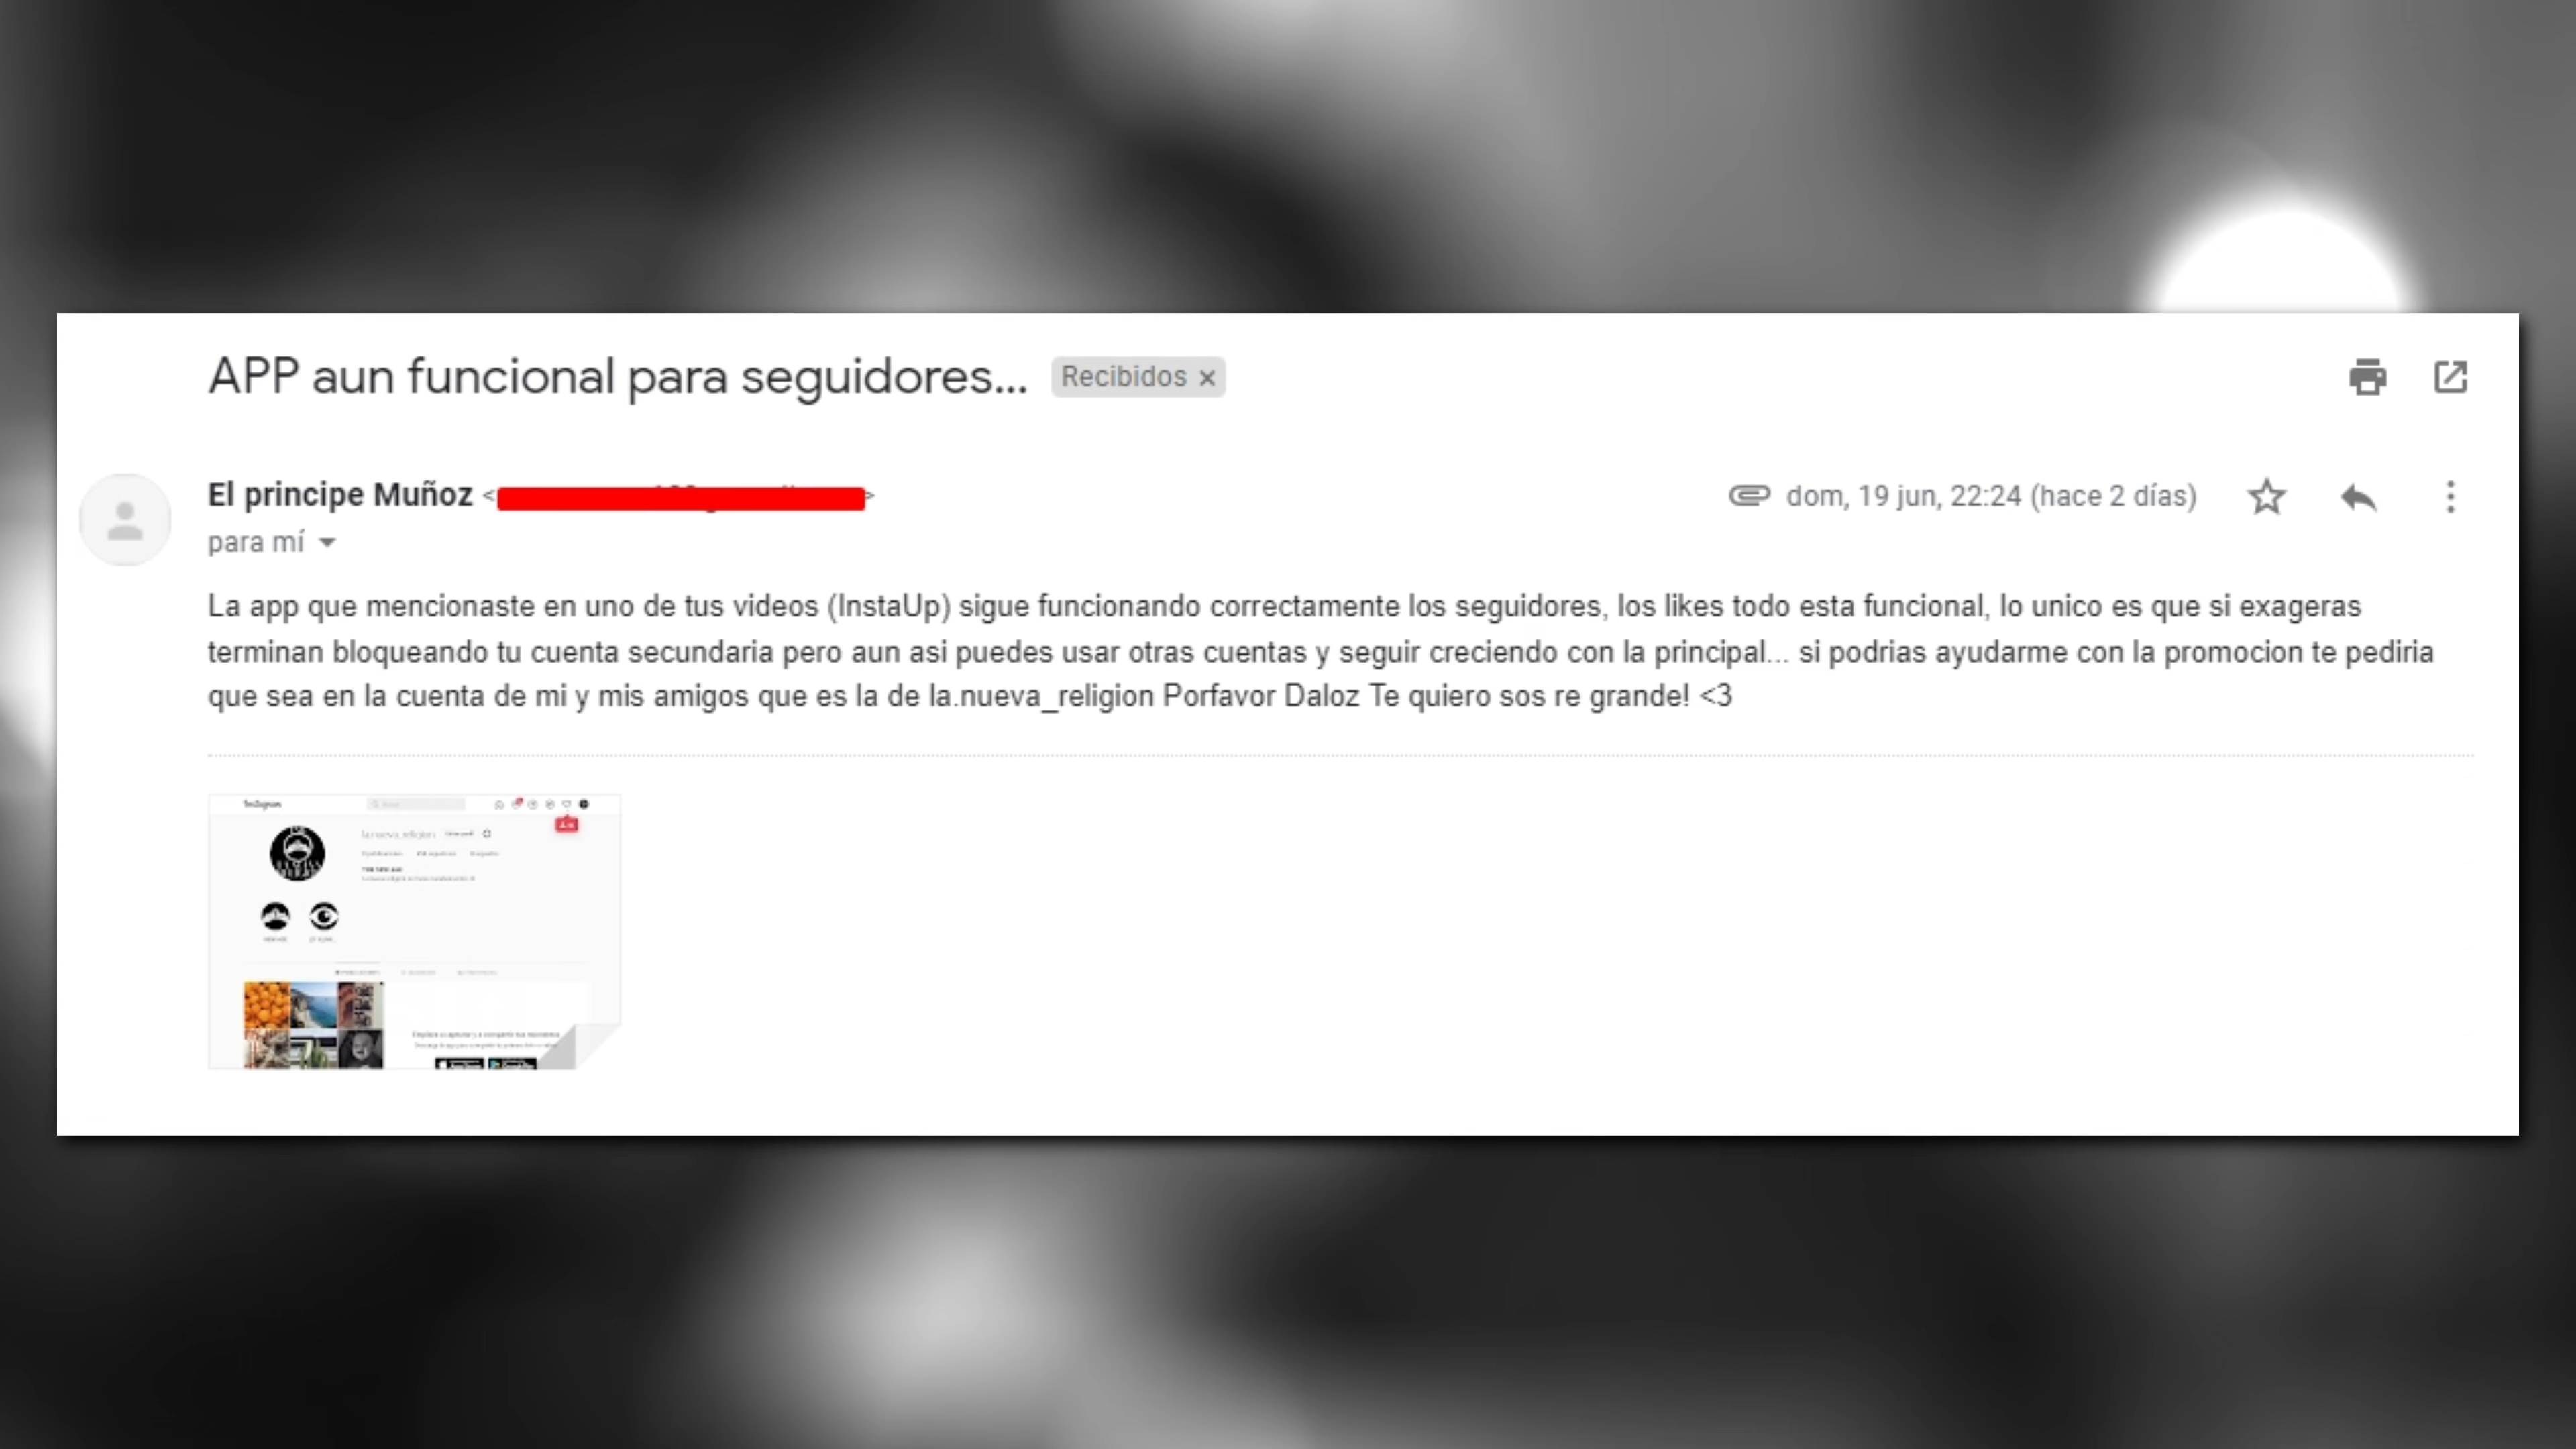 APP aun funcional para seguidores... Recibidos x
El principe Muñoz < >
dom, 19 jun, 22:24 (hace 2 días)
para mí
La app que mencionaste en uno de tus videos (InstaUp) sigue funcionando correctamente los seguidores, los likes todo esta funcional, lo unico es que si exageras
terminan bloqueando tu cuenta secundaria pero aun asi puedes usar otras cuentas y seguir creciendo con la principal... si podrias ayudarme con la promocion te pediria
que sea en la cuenta de mi y mis amigos que es la de la.nueva_religion Porfavor Daloz Te quiero sos re grande! <3
Instagram
la.nueva_religion